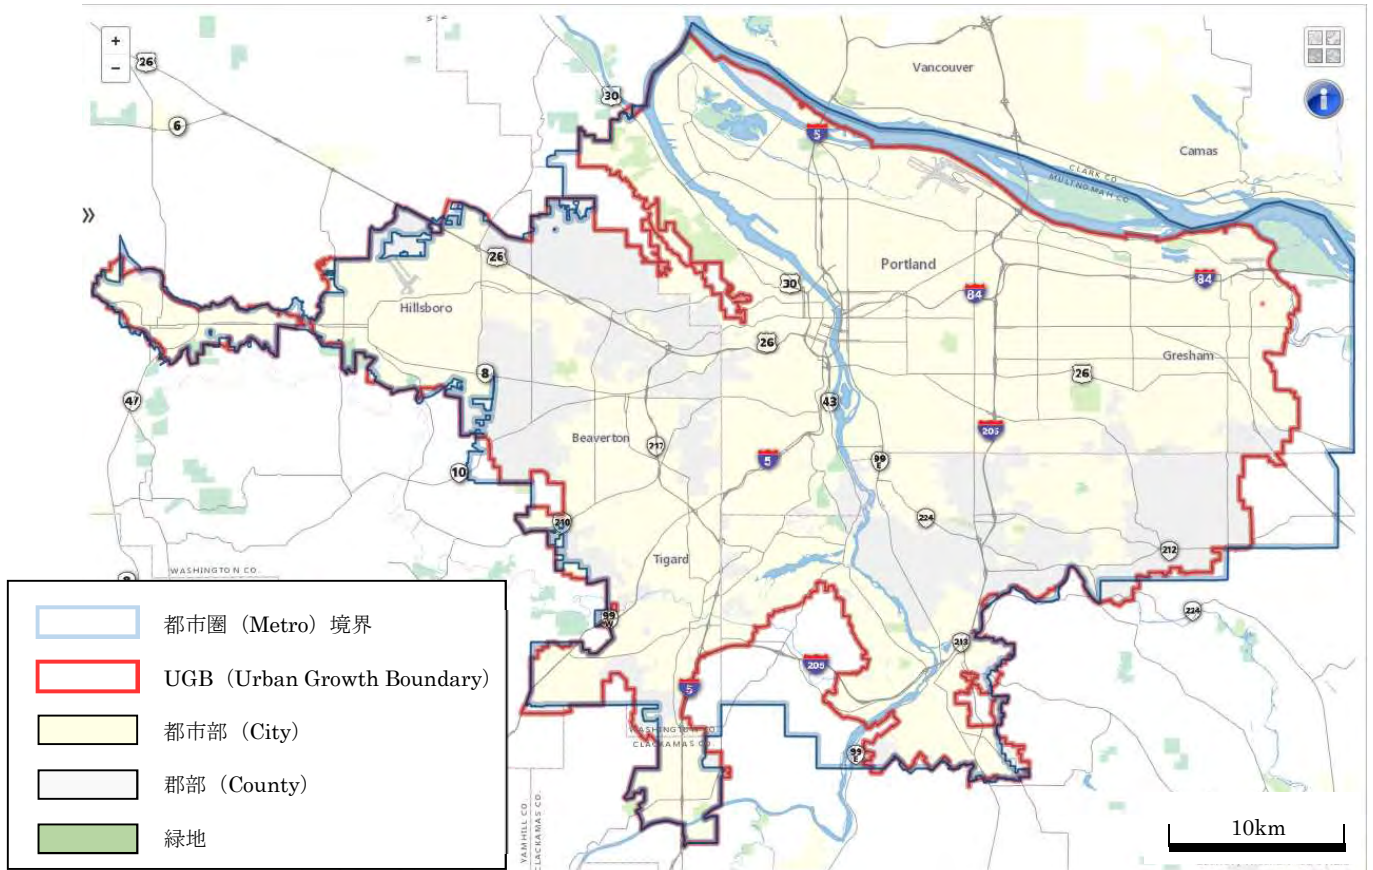 +
−
26
30
6
Vancouver
5
Camas
CLARK CO.
MULTNOMAH CO.
»
26
Portland
30
84
84
Hillsboro
26
Gresham
8
26
47
43
205
Beaverton
217
5
99
E
10
210
224
Tigard
212
WASHINGTON CO.
99
W
224
213
205
5
WASHINGTON CO.
CLACKAMAS CO.
99
E
都市圏（Metro）境界
UGB（Urban Growth Boundary）
都市部（City）
郡部（County）
緑地
YAMHILL CO.
CLACKAMAS CO.
10km